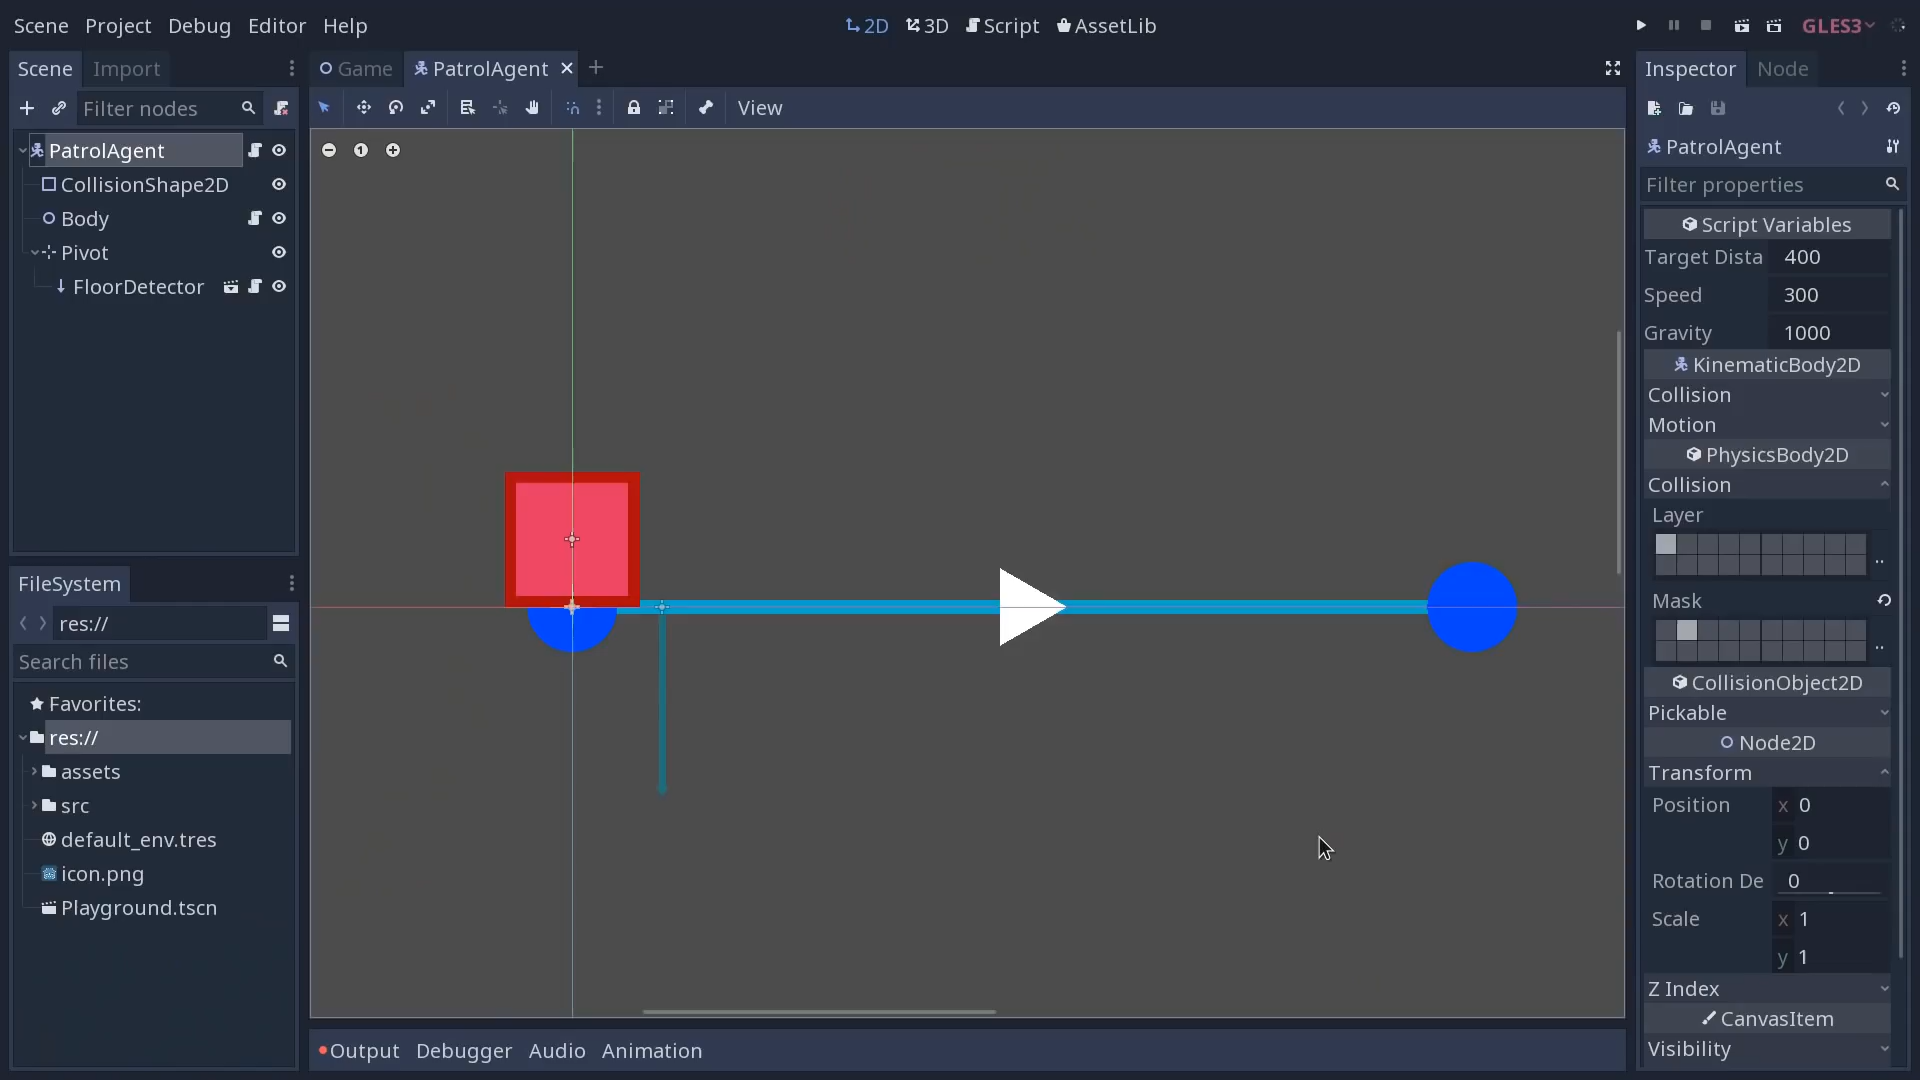 Scene Project Debug Editor Help
2D 3D Script AssetLib
GLES3
Scene Import
Filter nodes
PatrolAgent
CollisionShape2D
Body
Pivot
FloorDetector
FileSystem
res://
Search files
Favorites:
res://
assets
src
default_env.tres
icon.png
Playground.tscn
Game PatrolAgent
View
1
Output Debugger Audio Animation
Inspector Node
PatrolAgent
Filter properties
Script Variables
Target Dista 400
Speed 300
Gravity 1000
KinematicBody2D
Collision
Motion
PhysicsBody2D
Collision
Layer
..
Mask
..
CollisionObject2D
Pickable
Node2D
Transform
Position x 0
y 0
Rotation De 0
Scale x 1
y 1
Z Index
CanvasItem
Visibility